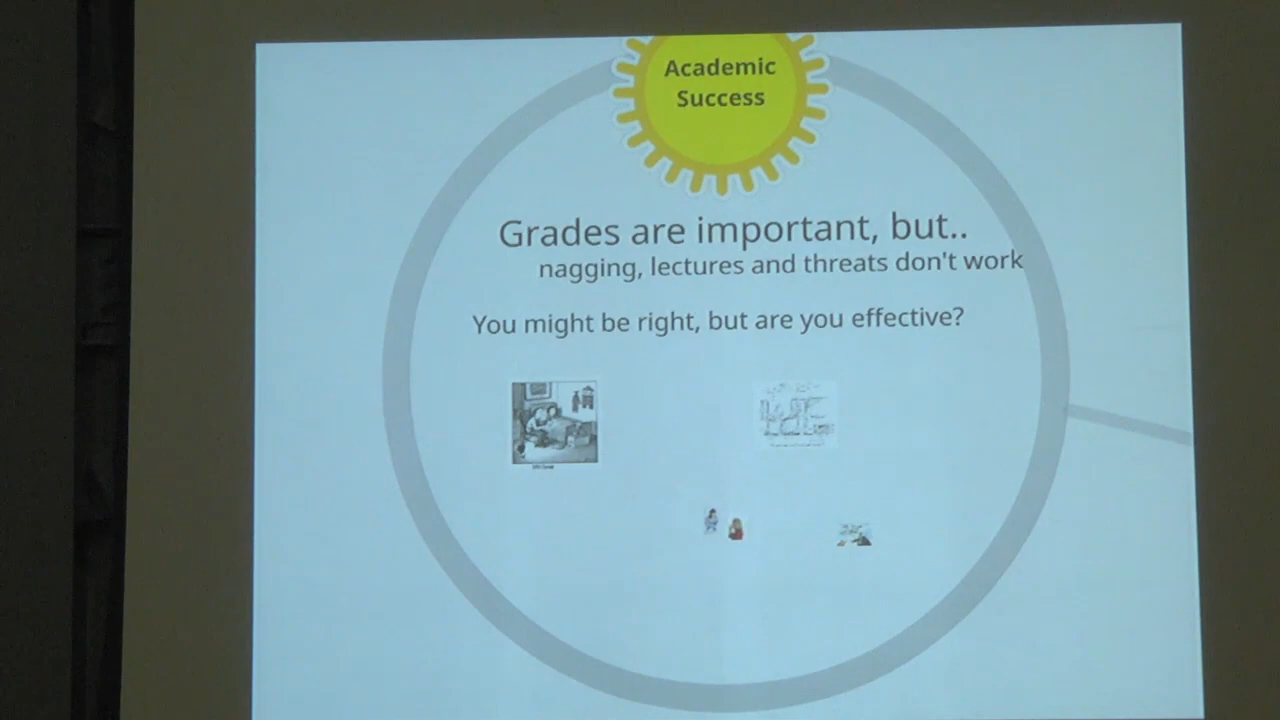 Academic
Success
Grades are important, but..
nagging, lectures and threats don't work
You might be right, but are you effective?